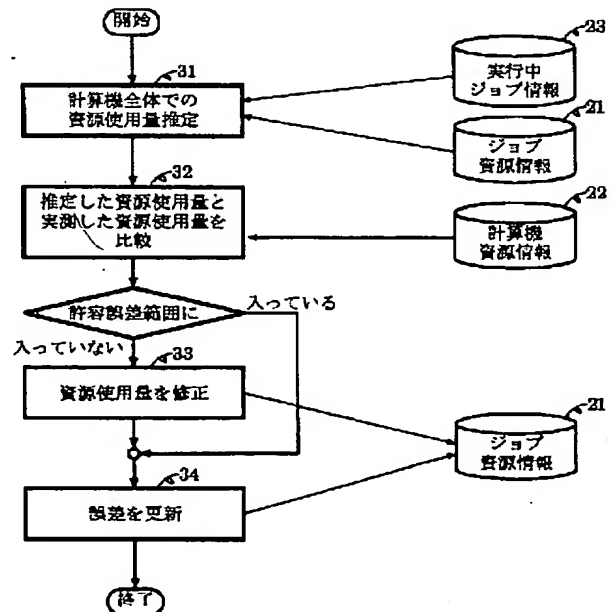 開始
31
計算機全体での
資源使用量推定
23
実行中
ジョブ情報
21
ジョブ
資源情報
32
推定した資源使用量と
実測した資源使用量を
比較
22
計算機
資源情報
許容誤差範囲に
入っている
入っていない
33
資源使用量を修正
21
ジョブ
資源情報
34
誤差を更新
終了